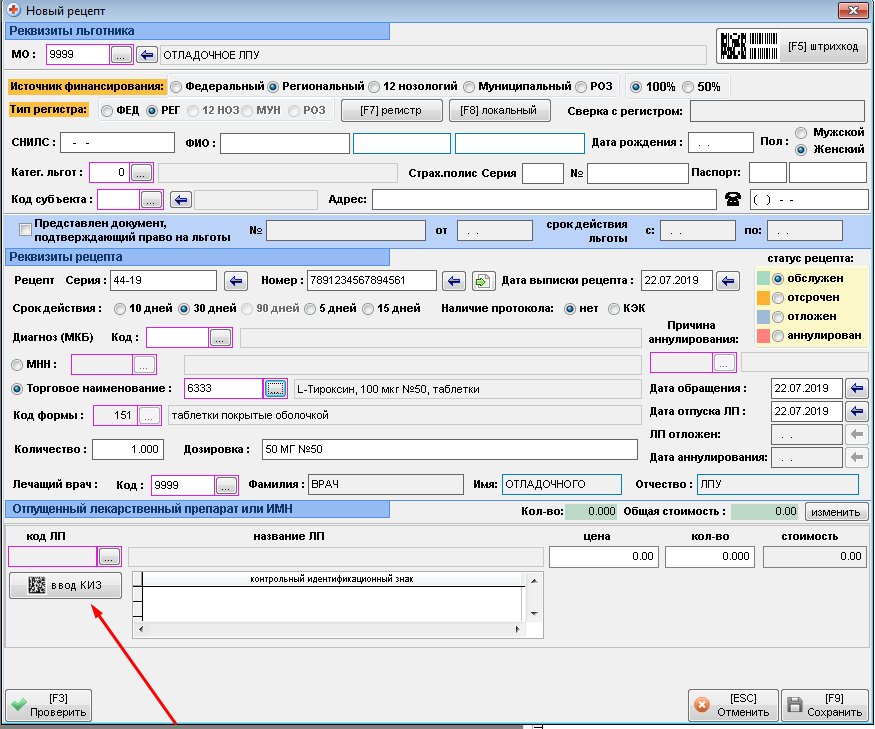 Новый рецепт
Реквизиты льготника
МО : 9999 ... ОТЛАДОЧНОЕ ЛПУ [F5] штрихкод
Источник финансирования: Федеральный Региональный 12 нозологий Муниципальный РОЗ 100% 50%
Тип регистра: ФЕД РЕГ 12 НОЗ МУН РОЗ [F7] регистр [F8] локальный Сверка с регистром:
СНИЛС : - - ФИО : Дата рождения : . . Пол : Мужской
Женский
Катег. льгот : 0 ... Страх.полис Серия № Паспорт:
Код субъекта : ... Адрес: ( ) - -
Представлен документ,
подтверждающий право на льготы № от . . срок действия
льготы с: . . по: . .
Реквизиты рецепта статус рецепта:
Рецепт Серия : 44-19 Номер : 7891234567894561 Дата выписки рецепта : 22.07.2019 обслужен
отсрочен
Срок действия : 10 дней 30 дней 90 дней 5 дней 15 дней Наличие протокола: нет КЭК отложен
Диагноз (МКБ) Код : ... Причина
аннулирования: аннулирован
МНН : ... ...
Торговое наименование : 6333 ... L-Тироксин, 100 мкг №50, таблетки Дата обращения : 22.07.2019
Код формы : 151 ... таблетки покрытые оболочкой Дата отпуска ЛП : 22.07.2019
ЛП отложен: . .
Количество : 1.000 Дозировка : 50 МГ №50 Дата аннулирования: . .
Лечащий врач : Код : 9999 ... Фамилия : ВРАЧ Имя: ОТЛАДОЧНОГО Отчество : ЛПУ
Отпущенный лекарственный препарат или ИМН Кол-во: 0.000 Общая стоимость : 0.00 изменить
код ЛП название ЛП цена кол-во стоимость
... 0.00 0.000 0.00
ввод КИЗ контрольный идентификационный знак
[F3]
Проверить
[ESC]
Отменить
[F9]
Сохранить